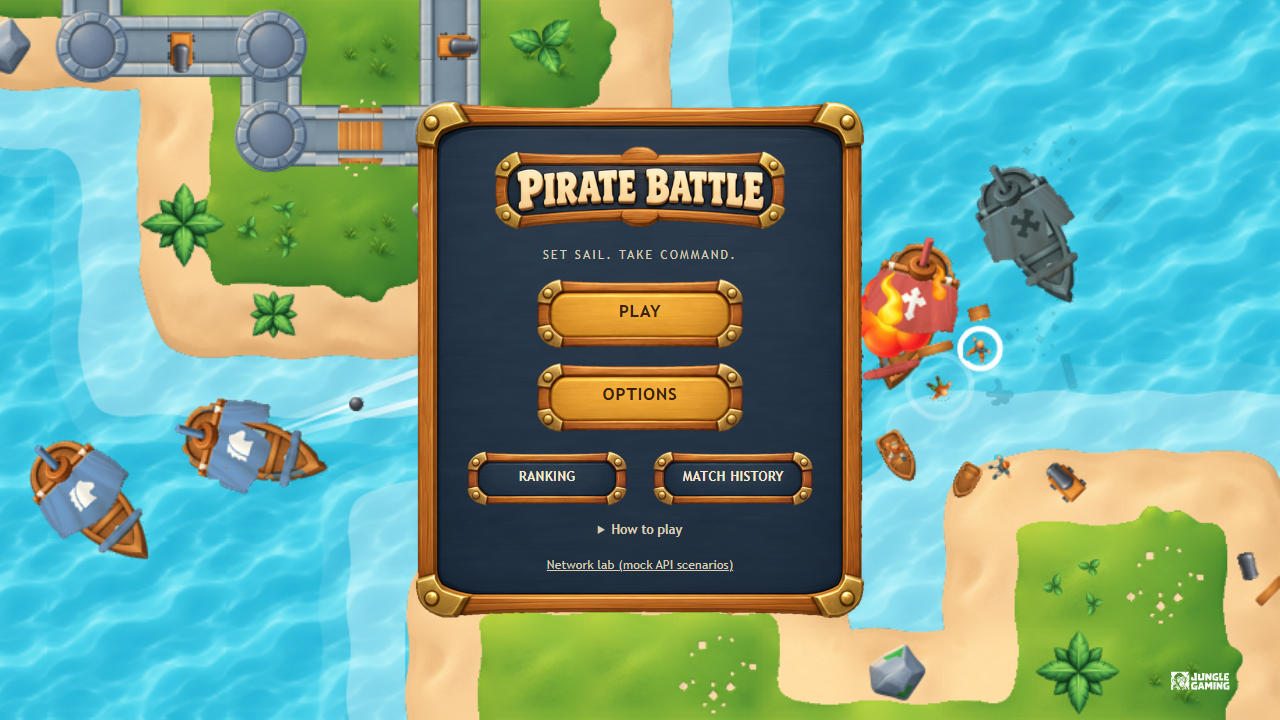 PIRATE BATTLE
SET SAIL. TAKE COMMAND.
PLAY
OPTIONS
RANKING
MATCH HISTORY
How to play
Network lab (mock API scenarios)
JUNGLE
GAMING